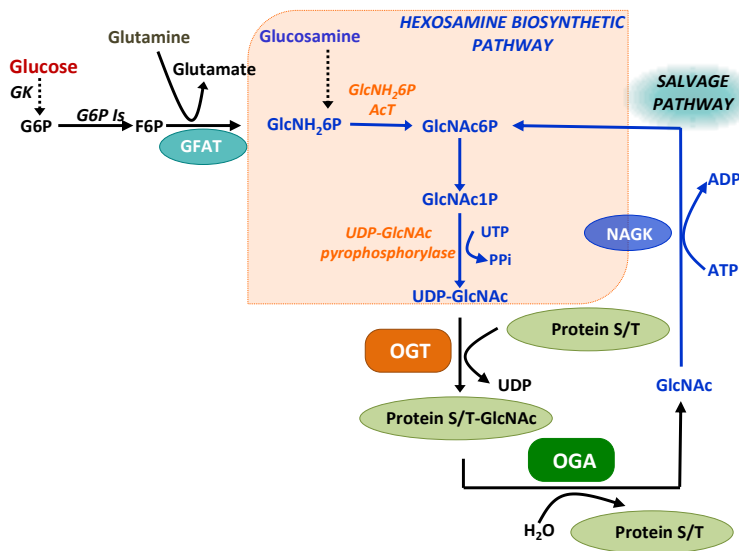 HEXOSAMINE BIOSYNTHETIC
PATHWAY
Glutamine
Glucosamine
Glucose
Glutamate
GK
GlcNH₂6P
AcT
SALVAGE
PATHWAY
G6P
G6P Is
F6P
GFAT
GlcNH₂6P
GlcNAc6P
ADP
GlcNAc1P
UDP-GlcNAc
pyrophosphorylase
UTP
PPi
NAGK
ATP
UDP-GlcNAc
Protein S/T
OGT
UDP
GlcNAc
Protein S/T-GlcNAc
OGA
H₂O
Protein S/T